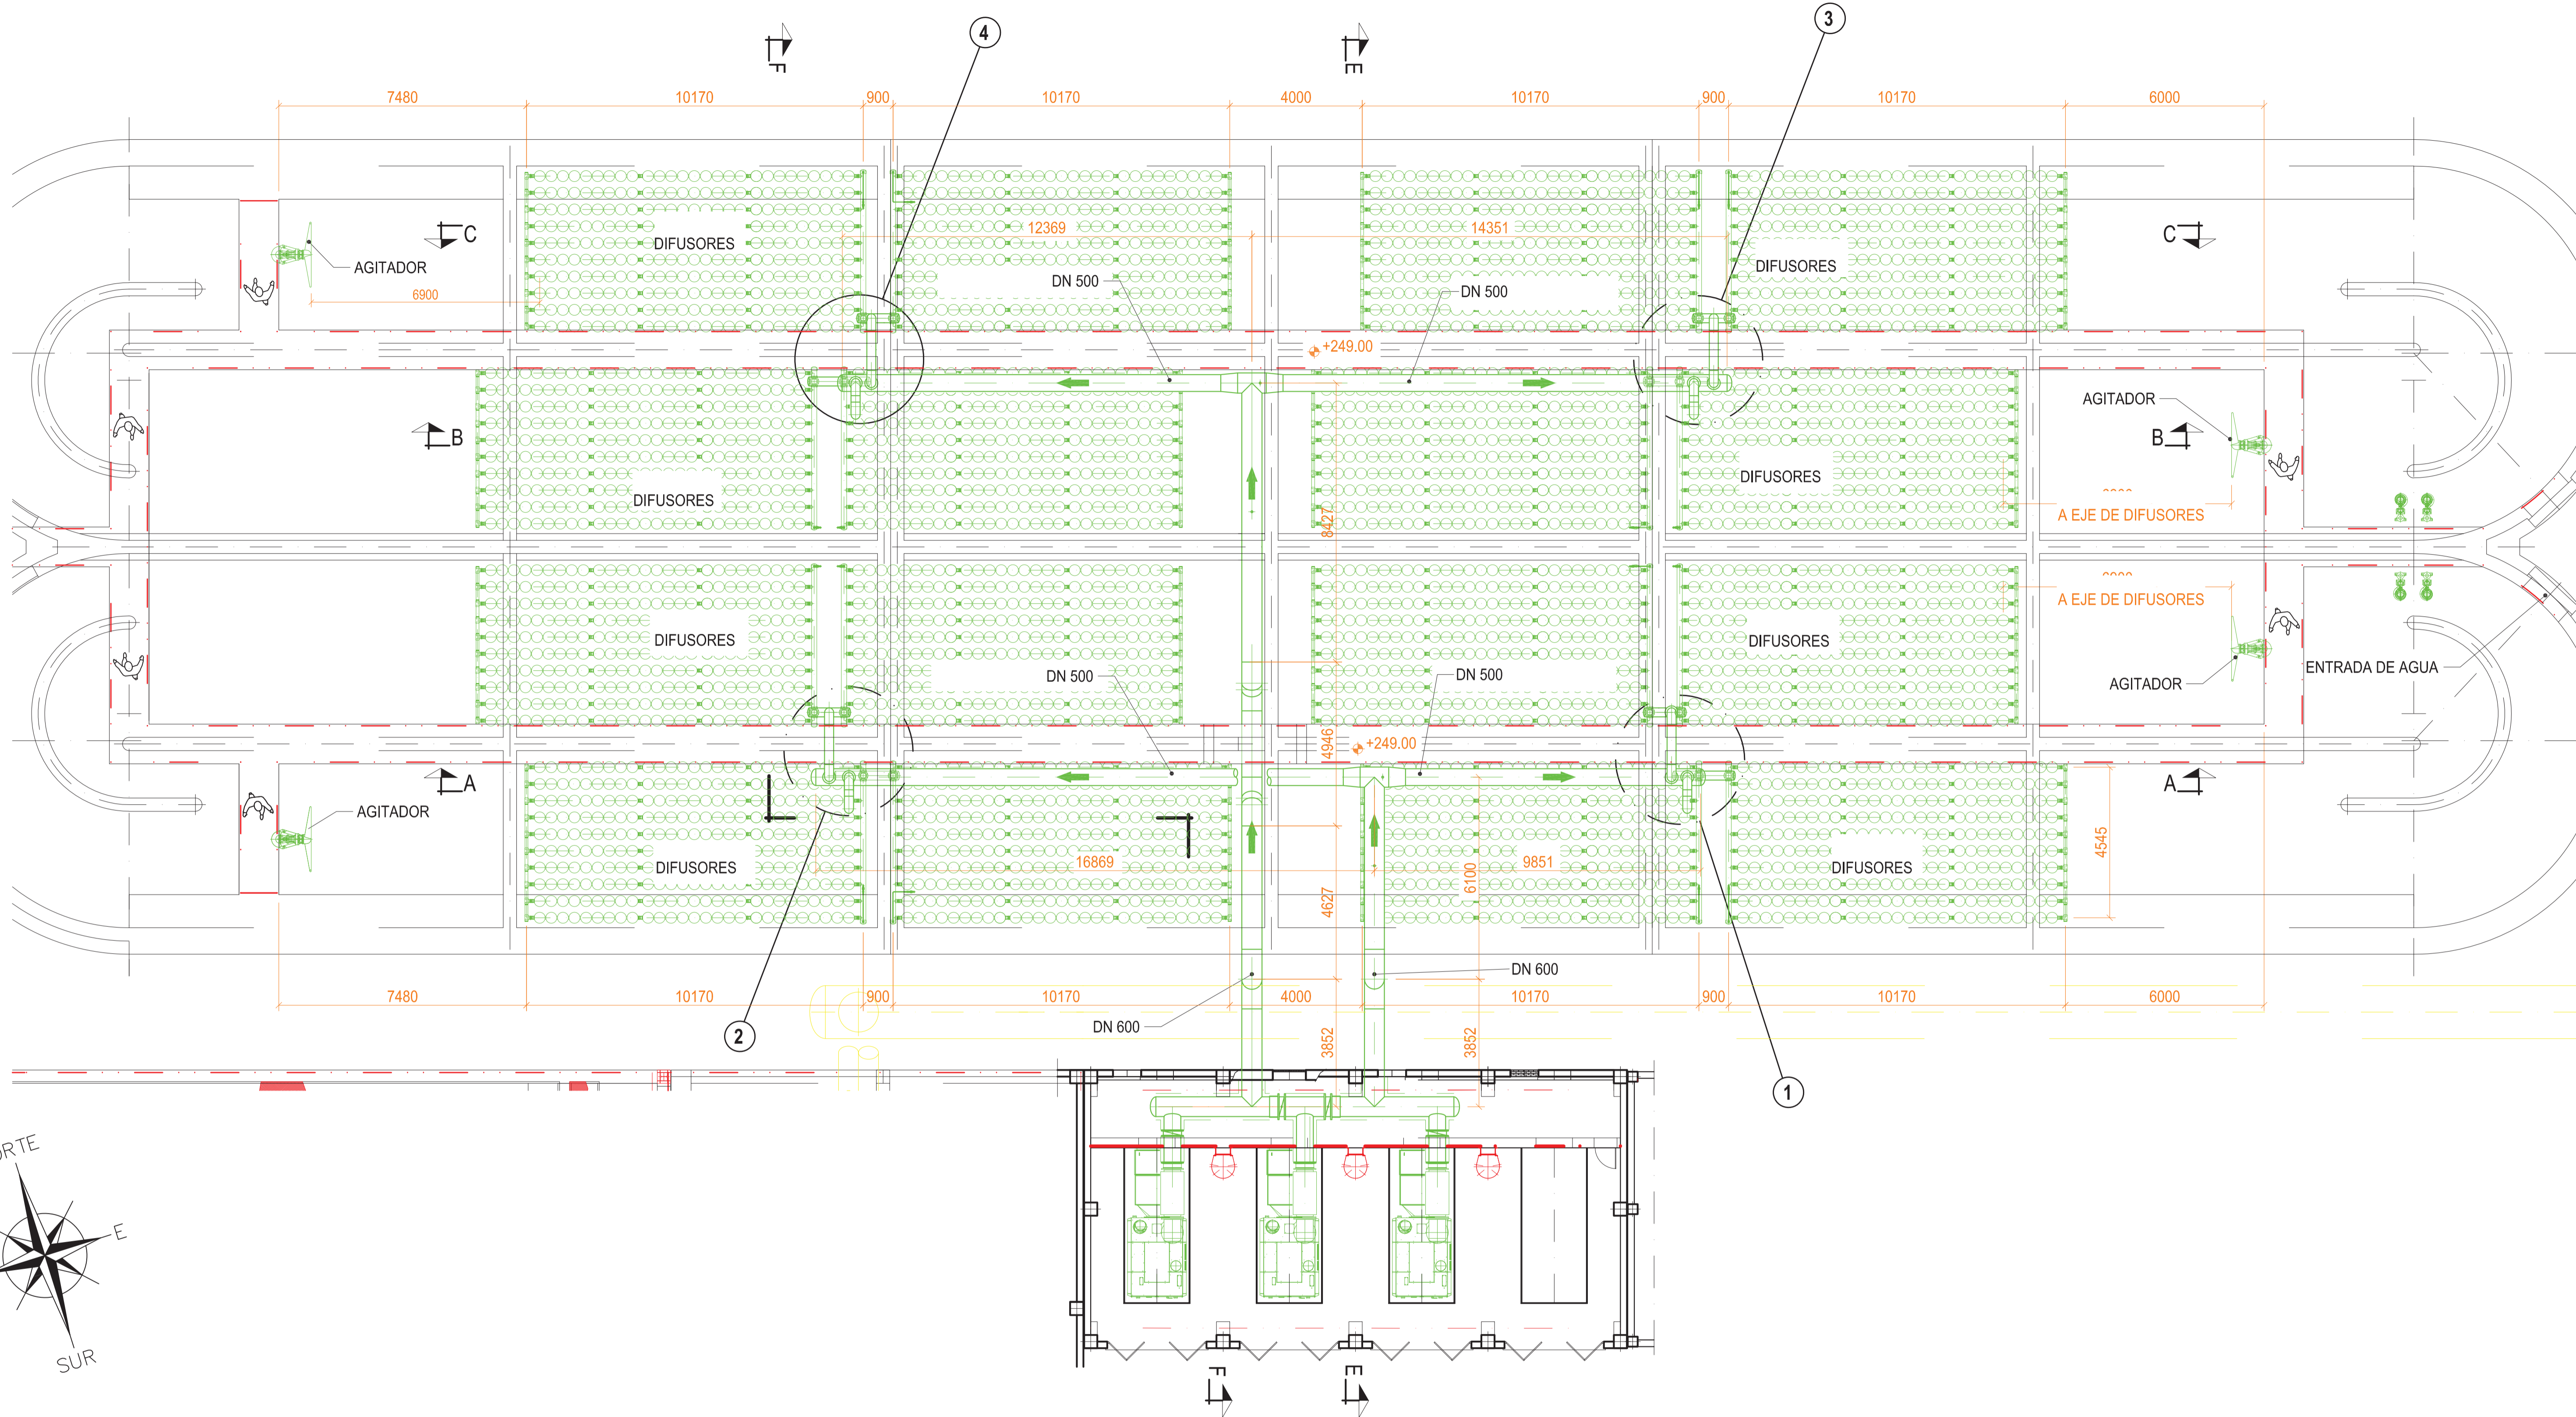 4
3
F
E
7480
10170
900
10170
4000
10170
900
10170
6000
C
C
DIFUSORES
12369
14351
AGITADOR
DIFUSORES
6900
DN 500
DN 500
+249.00
AGITADOR
B
B
DIFUSORES
DIFUSORES
8427
A EJE DE DIFUSORES
A EJE DE DIFUSORES
DIFUSORES
DIFUSORES
DN 500
DN 500
ENTRADA DE AGUA
AGITADOR
4946
+249.00
A
A
AGITADOR
DIFUSORES
16869
9851
DIFUSORES
4545
6100
4627
DN 600
7480
10170
900
10170
4000
10170
900
10170
6000
DN 600
2
3852
3852
1
E
SUR
F
E